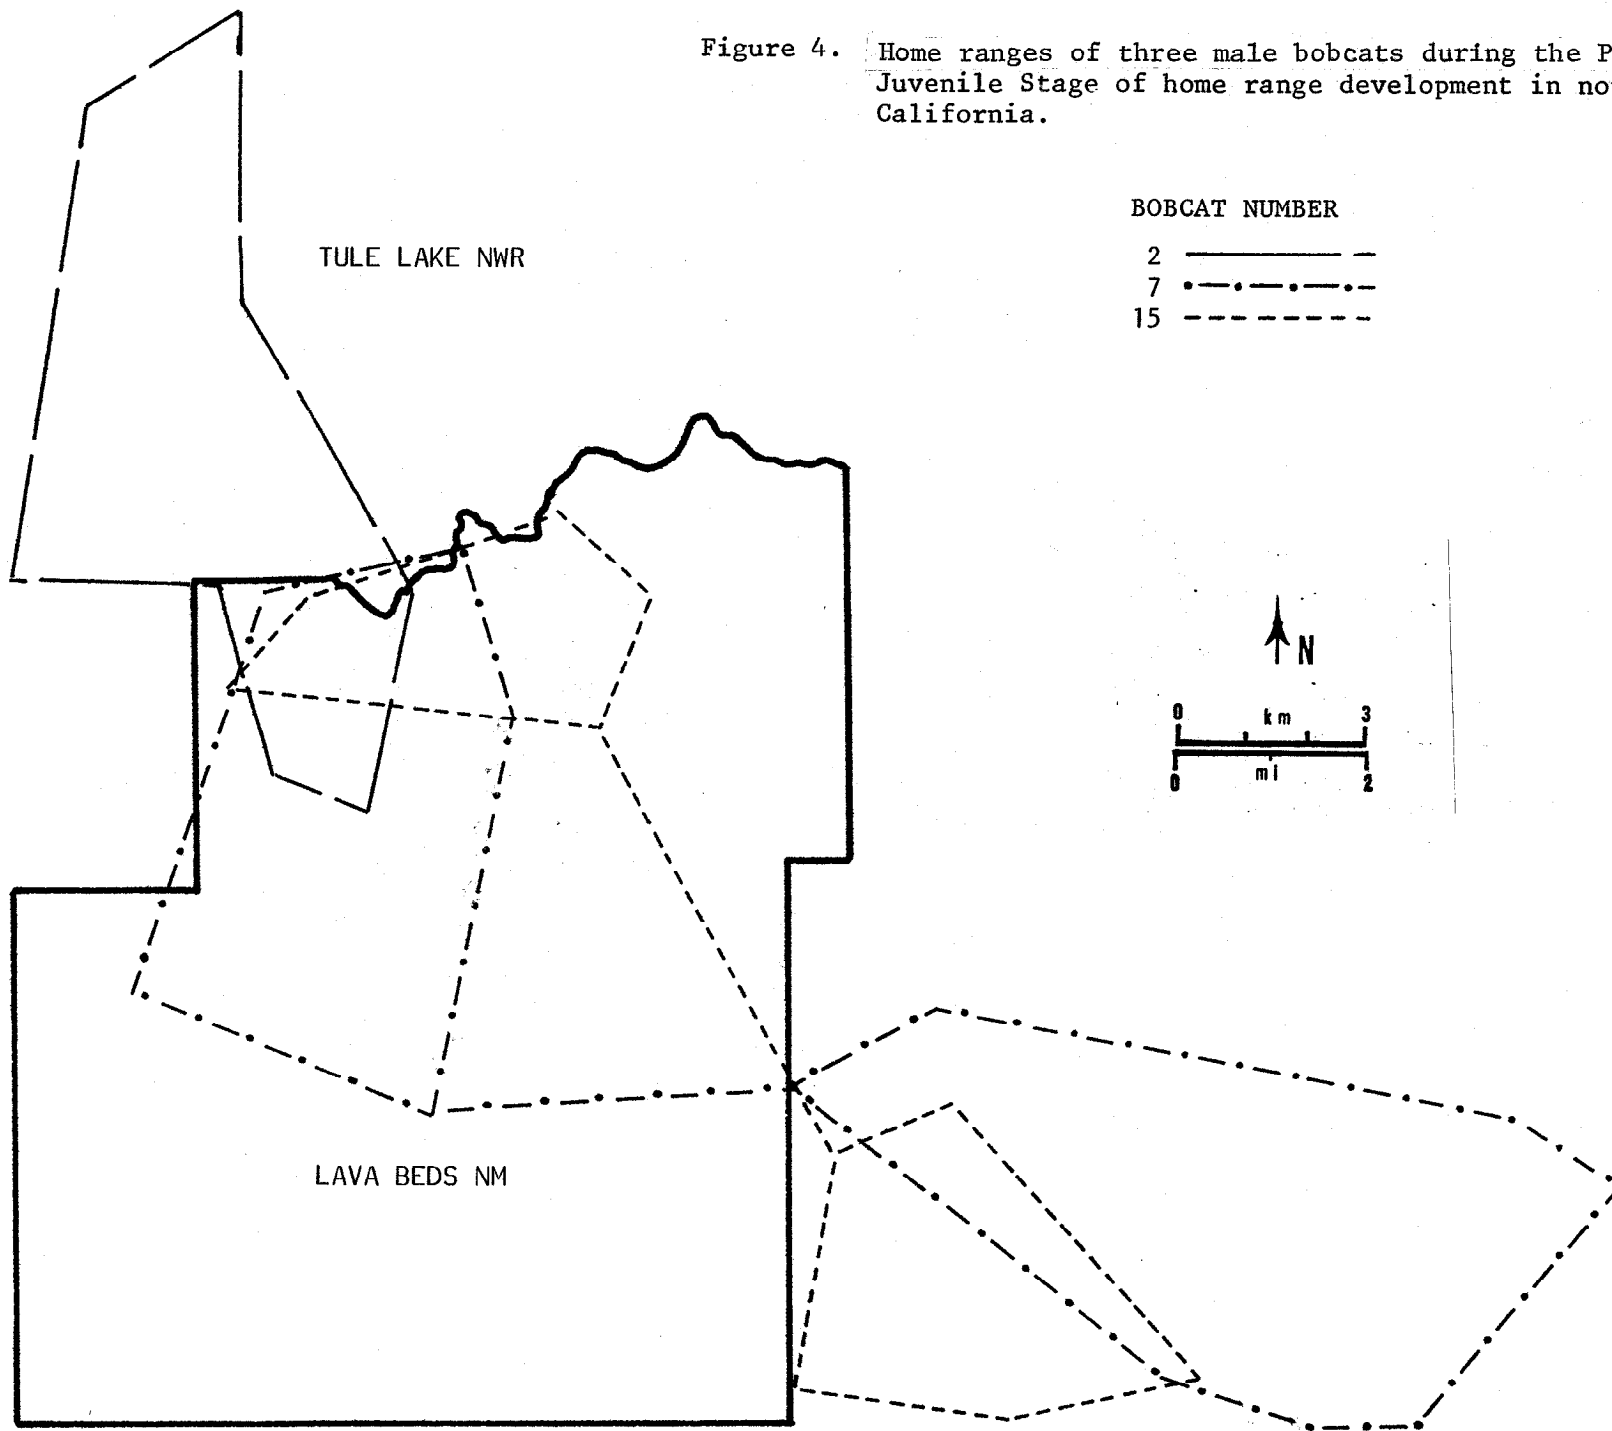 Figure 4. Home ranges of three male bobcats during the
Juvenile Stage of home range development in
California.
BOBCAT NUMBER
2
7
15
TULE LAKE NWR
N
0 km 3
0 mi 2
LAVA BEDS NM